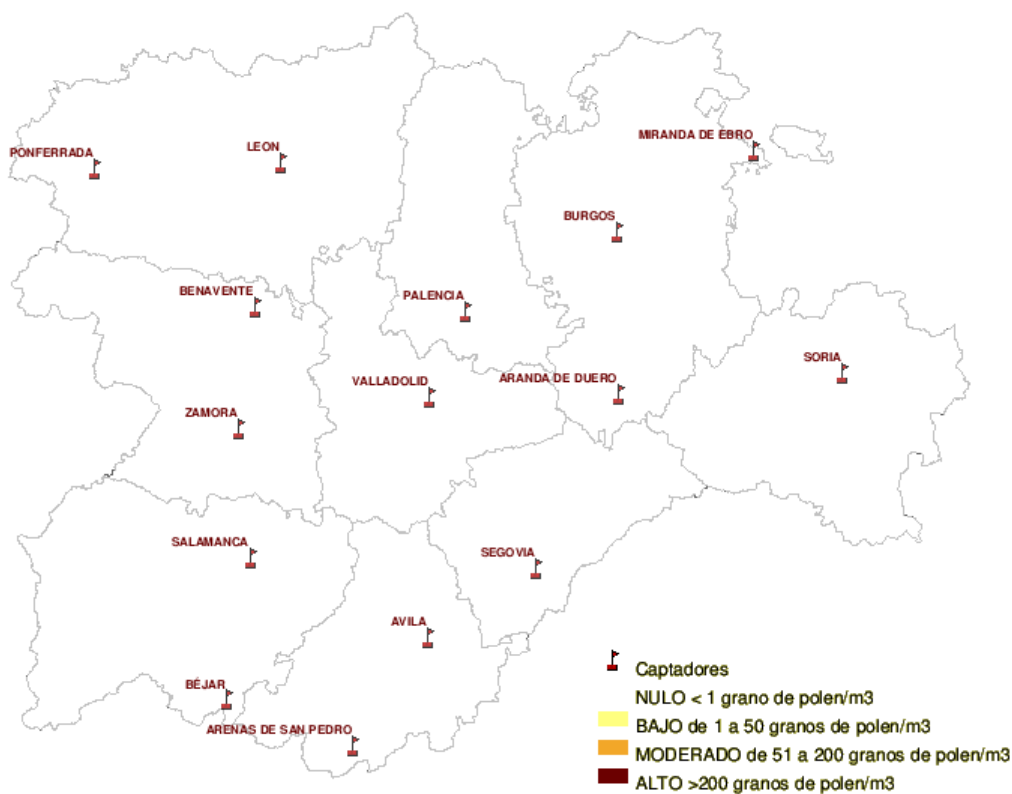 MIRANDA DE EBRO
LEON
PONFERRADA
BURGOS
BENAVENTE
PALENCIA
SORIA
VALLADOLID
ARANDA DE DUERO
ZAMORA
SALAMANCA
SEGOVIA
AVILA
BÉJAR
ARENAS DE SAN PEDRO
Captadores
NULO < 1 grano de polen/m3
BAJO de 1 a 50 granos de polen/m3
MODERADO de 51 a 200 granos de polen/m3
ALTO >200 granos de polen/m3